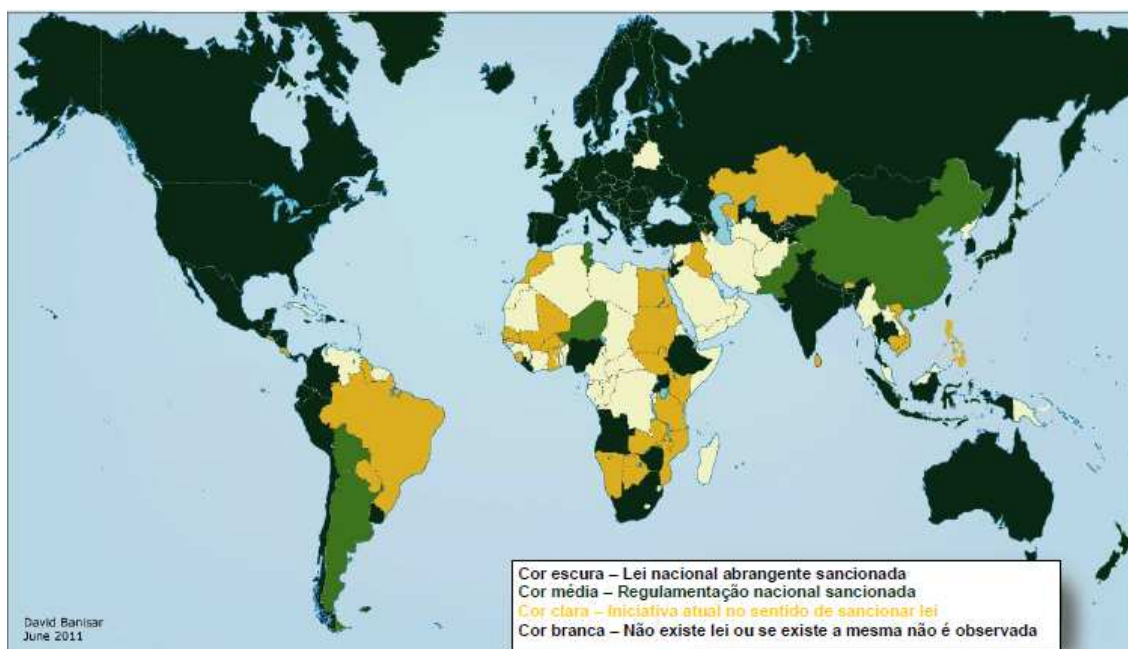 Cor escura – Lei nacional abrangente sancionada
Cor média – Regulamentação nacional sancionada
Cor clara – Iniciativa atual no sentido de sancionar lei
Cor branca – Não existe lei ou se existe a mesma não é observada
David Banisar
June 2011